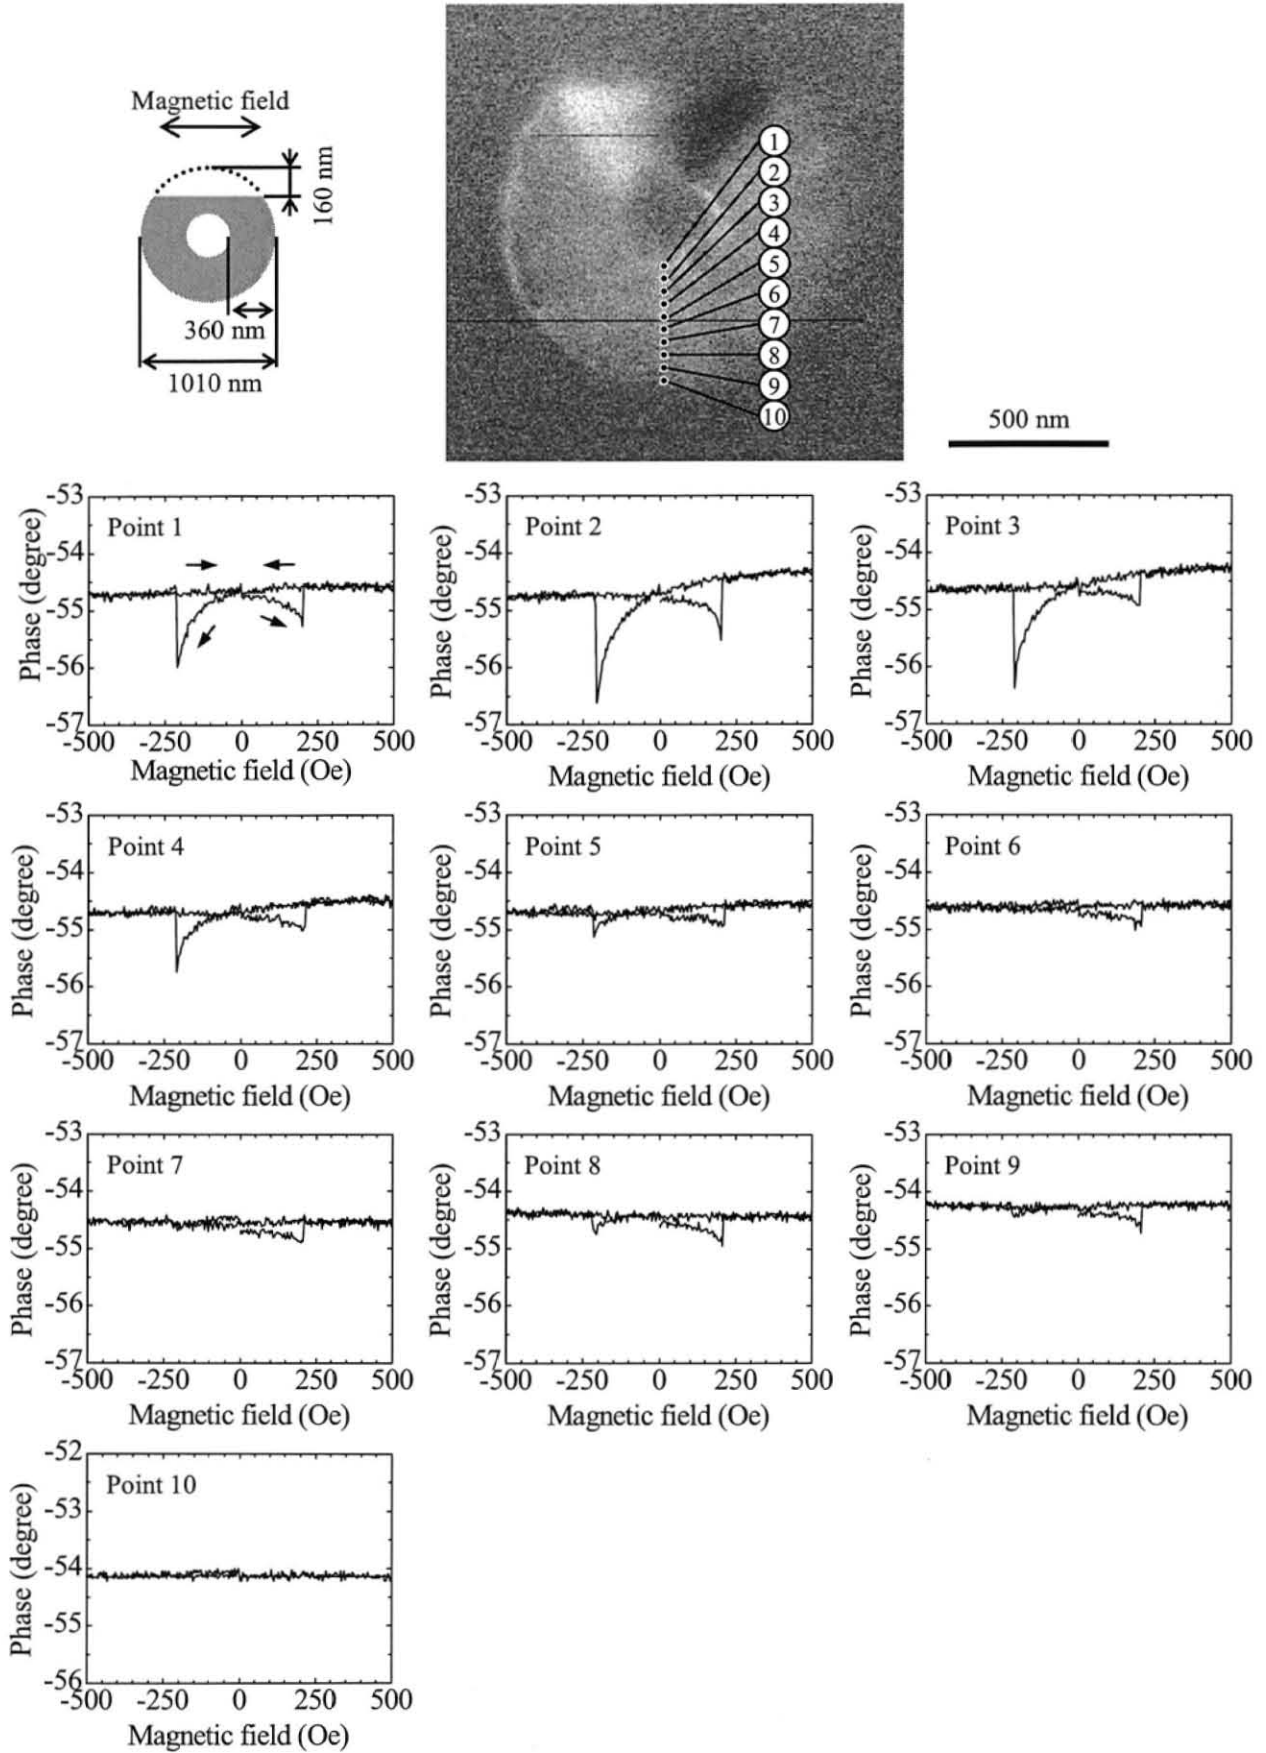 Magnetic field
160 nm
360 nm
1010 nm
1
2
3
4
5
6
7
8
9
10
500 nm
-53
-54
-55
-56
-57
Phase (degree)
Point 1
-500 -250 0 250 500
Magnetic field (Oe)
-53
-54
-55
-56
-57
Phase (degree)
Point 2
-500 -250 0 250 500
Magnetic field (Oe)
-53
-54
-55
-56
-57
Phase (degree)
Point 3
-500 -250 0 250 500
Magnetic field (Oe)
-53
-54
-55
-56
-57
Phase (degree)
Point 4
-500 -250 0 250 500
Magnetic field (Oe)
-53
-54
-55
-56
-57
Phase (degree)
Point 5
-500 -250 0 250 500
Magnetic field (Oe)
-53
-54
-55
-56
-57
Phase (degree)
Point 6
-500 -250 0 250 500
Magnetic field (Oe)
-53
-54
-55
-56
-57
Phase (degree)
Point 7
-500 -250 0 250 500
Magnetic field (Oe)
-53
-54
-55
-56
-57
Phase (degree)
Point 8
-500 -250 0 250 500
Magnetic field (Oe)
-53
-54
-55
-56
-57
Phase (degree)
Point 9
-500 -250 0 250 500
Magnetic field (Oe)
-52
-53
-54
-55
-56
Phase (degree)
Point 10
-500 -250 0 250 500
Magnetic field (Oe)